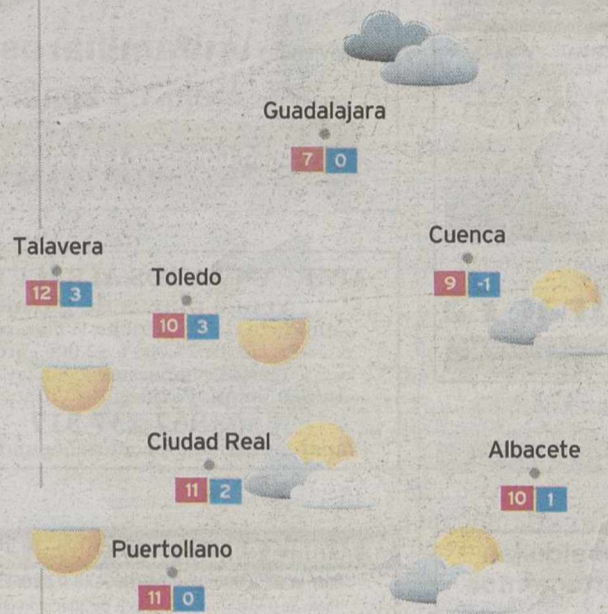 Guadalajara
7 0
Talavera
12 3
Toledo
10 3
Cuenca
9 -1
Ciudad Real
11 2
Albacete
10 1
Puertollano
11 0